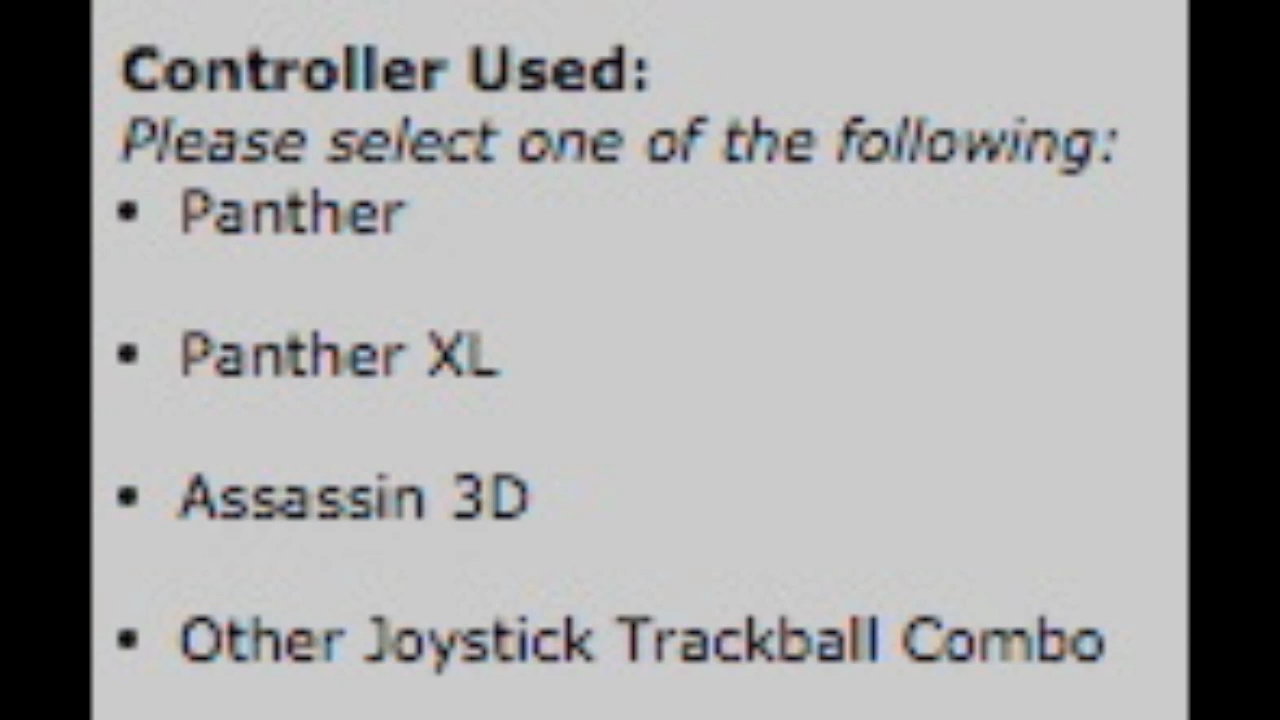 Controller Used:
Please select one of the following:
• Panther
• Panther XL
• Assassin 3D
• Other Joystick Trackball Combo